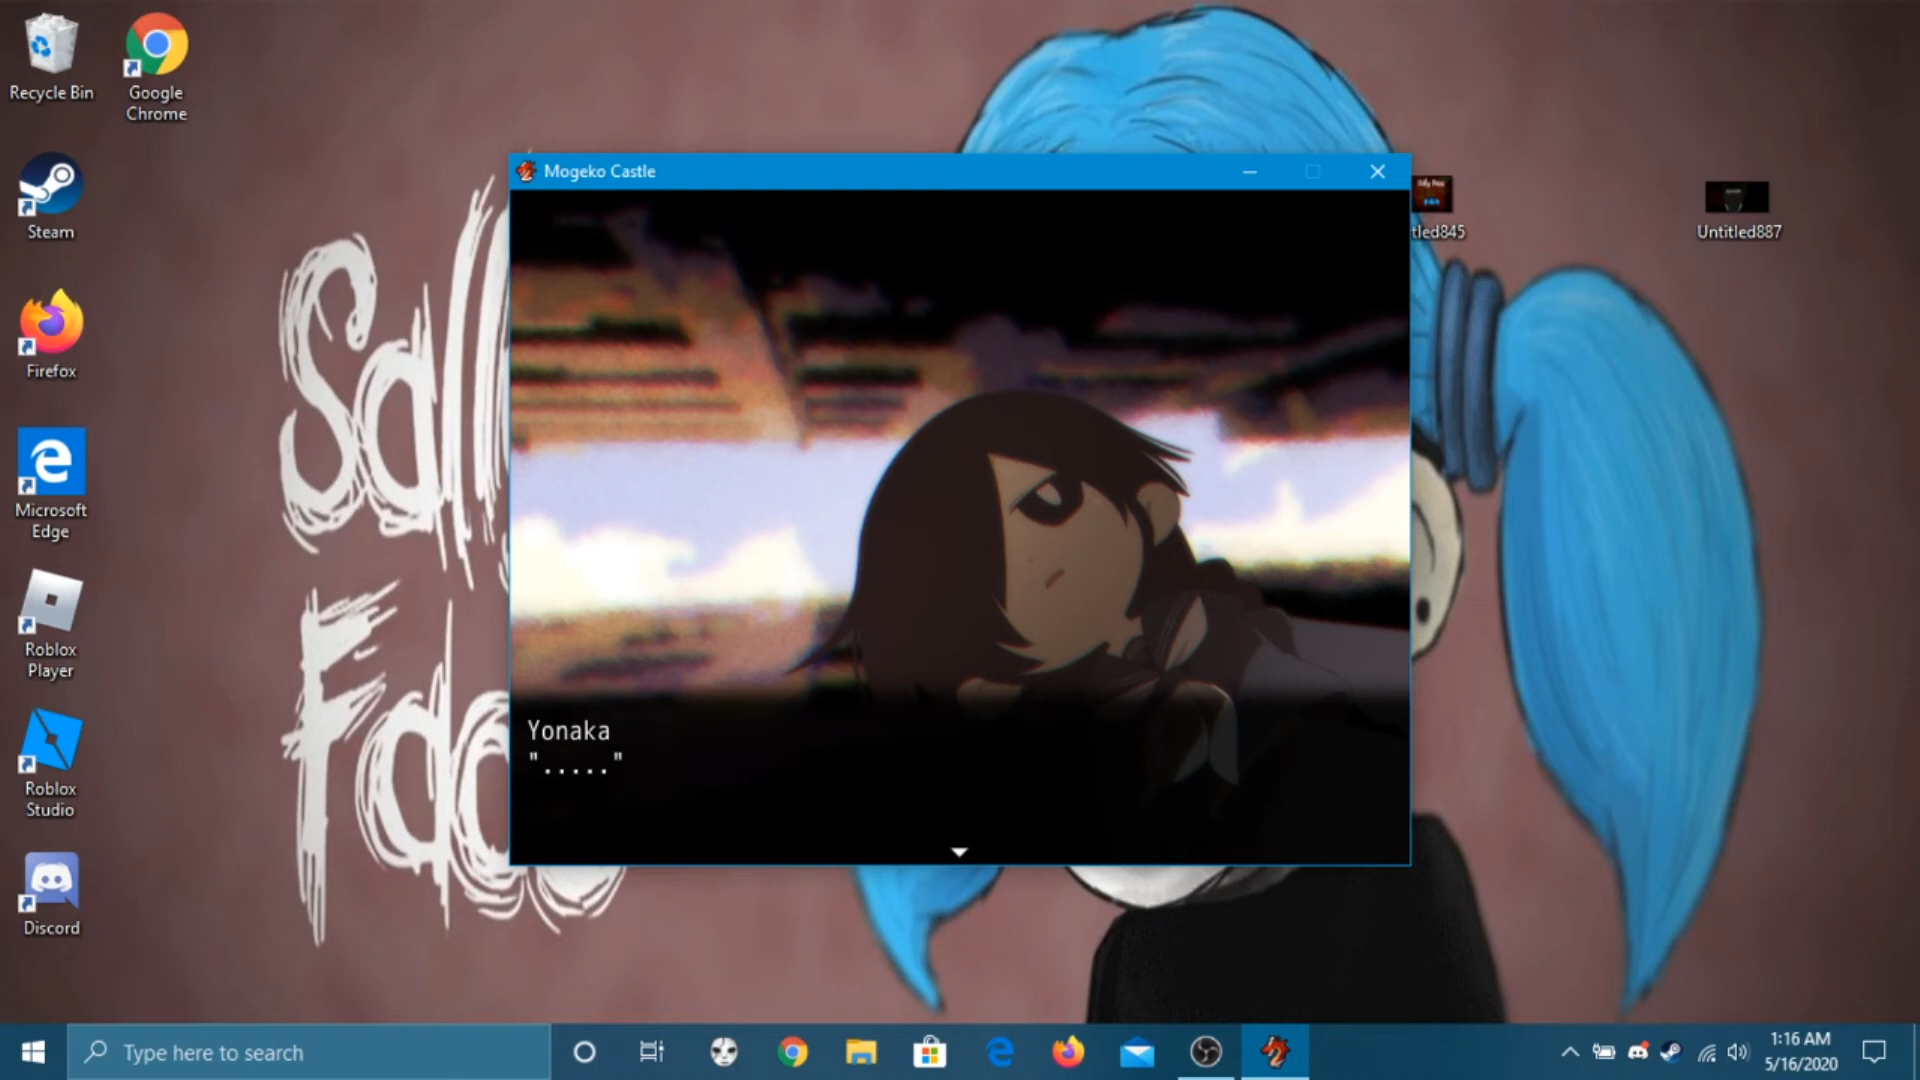 Recycle Bin
Google
Chrome
Steam
Firefox
Microsoft
Edge
Roblox
Player
Roblox
Studio
Discord
Mogeko Castle
Yonaka
"....."
tled845
Untitled887
Type here to search
1:16 AM
5/16/2020